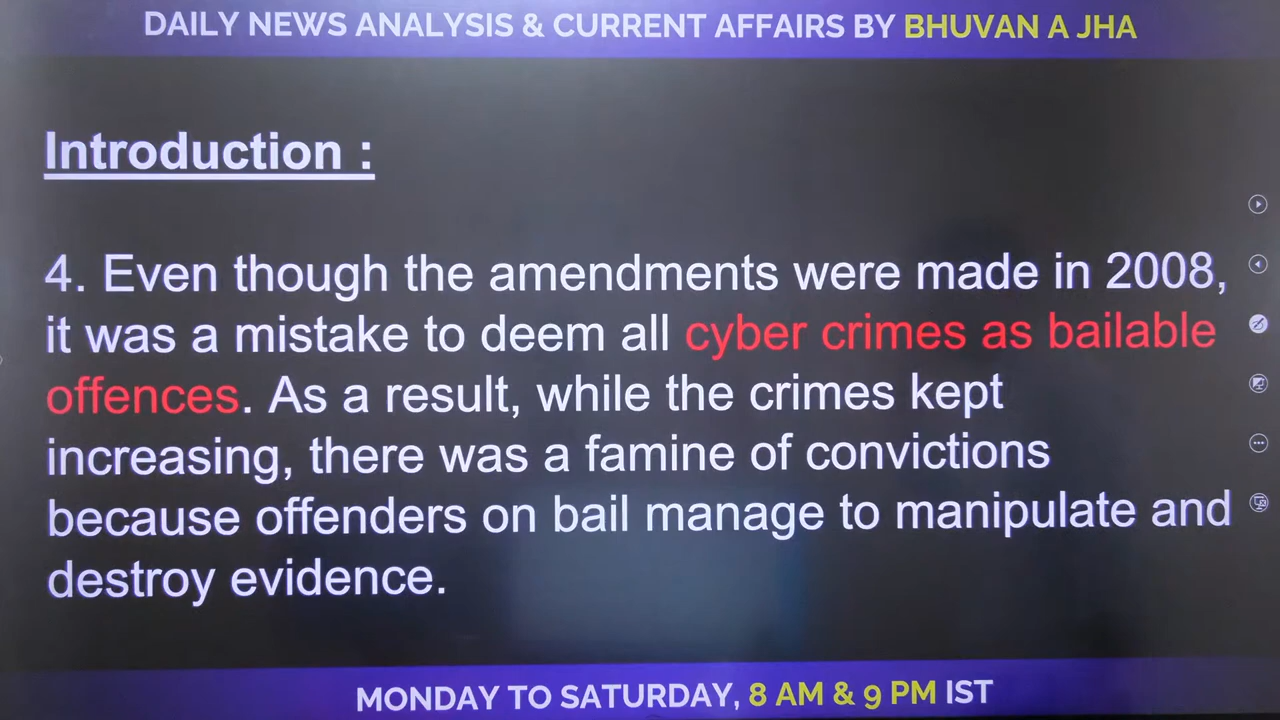 DAILY NEWS ANALYSIS & CURRENT AFFAIRS BY BHUVAN A JHA
Introduction :
4. Even though the amendments were made in 2008,
it was a mistake to deem all cyber crimes as bailable
offences. As a result, while the crimes kept
increasing, there was a famine of convictions
because offenders on bail manage to manipulate and
destroy evidence.
MONDAY TO SATURDAY, 8 AM & 9 PM IST